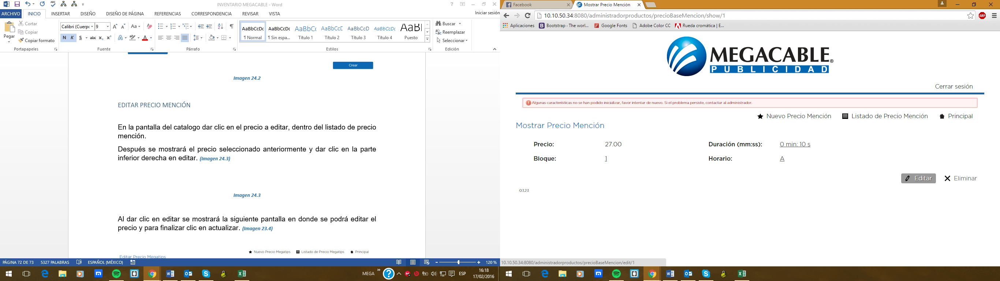 INVENTARIO MEGACABLE - Word
ARCHIVO INICIO INSERTAR DISEÑO DISEÑO DE PÁGINA REFERENCIAS CORRESPONDENCIA REVISAR VISTA Iniciar sesión
Pegar
Cortar
Copiar
Copiar formato
Portapapeles
Calibri (Cuerpo 9
N K S abc x₂ x²
Fuente
Párrafo
AaBbCcDc AaBbCcDc AaBbCc AaBbCcE AaBbCcD AaBbCcDc AaBl
¶ Normal ¶ Sin espa... Título 1 Título 2 Título 3 Título 4 Puesto
Estilos
Buscar
Reemplazar
Seleccionar
Edición
Crear
Imagen 24.2
EDITAR PRECIO MENCIÓN
En la pantalla del catalogo dar clic en el precio a editar, dentro del listado de precio
mención.
Después se mostrará el precio seleccionado anteriormente y dar clic en la parte
inferior derecha en editar. (Imagen 24.3)
Imagen 24.3
Al dar clic en editar se mostrará la siguiente pantalla en donde se podrá editar el
precio y para finalizar clic en actualizar. (Imagen 23.4)
Nuevo Precio Megatips Listado de Precio Megatips Principal
Editar Precio Megatips
PÁGINA 72 DE 73 5327 PALABRAS ESPAÑOL (MÉXICO) 120 %
MEGA » ESP 16:18
17/02/2016
Facebook Mostrar Precio Mención
10.10.50.34:8080/administradorproductos/precioBaseMencion/show/1
ABP
Aplicaciones Bootstrap · The worl... Google Fonts Adobe Color CC Rueda cromática | E...
MEGACABLE®
PUBLICIDAD
Cerrar sesión
Algunas características no se han podido inicializar, favor intentar de nuevo. Si el problema persiste, contactar al administrador.
Nuevo Precio Mención Listado de Precio Mención Principal
Mostrar Precio Mención
Precio: 27.00 Duración (mm:ss): 0 min: 10 s
Bloque: 1 Horario: A
Editar Eliminar
0.1.23
10.10.50.34:8080/administradorproductos/precioBaseMencion/edit/1